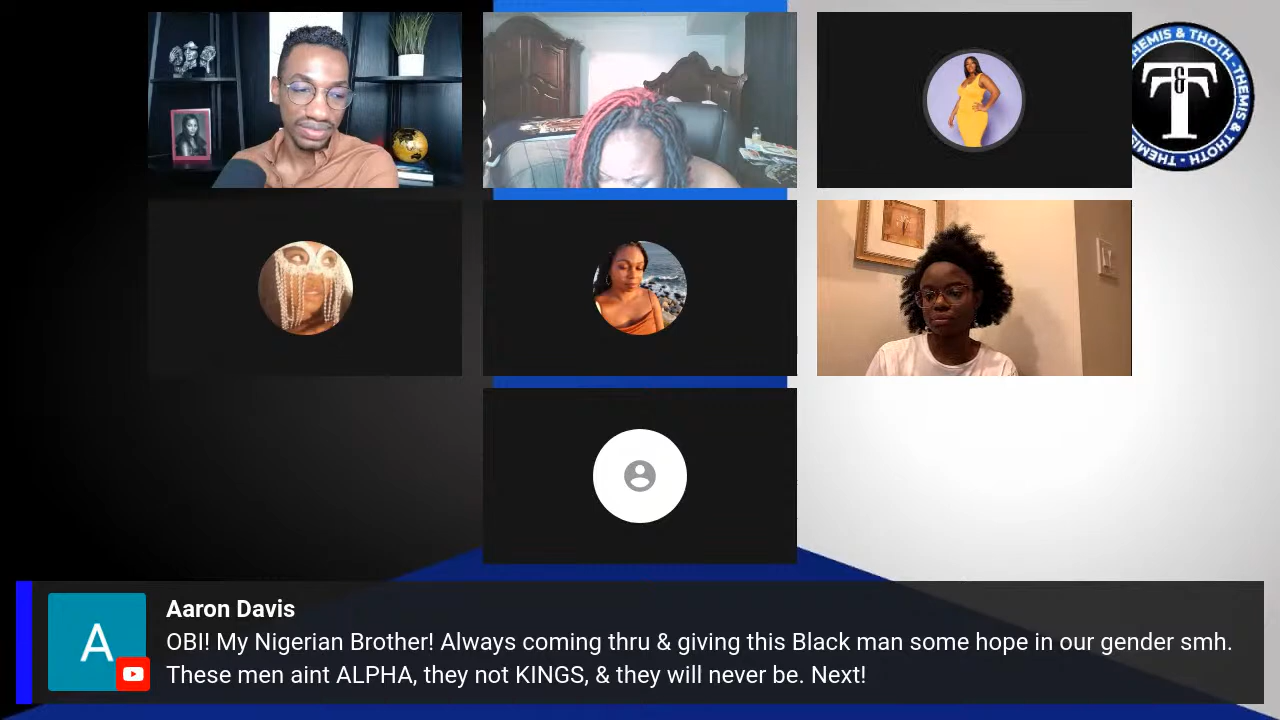 THEMIS & THOTH -THEMIS
T&T
THEMIS - THOTH
Aaron Davis
A
OBI! My Nigerian Brother! Always coming thru & giving this Black man some hope in our gender smh.
These men aint ALPHA, they not KINGS, & they will never be. Next!